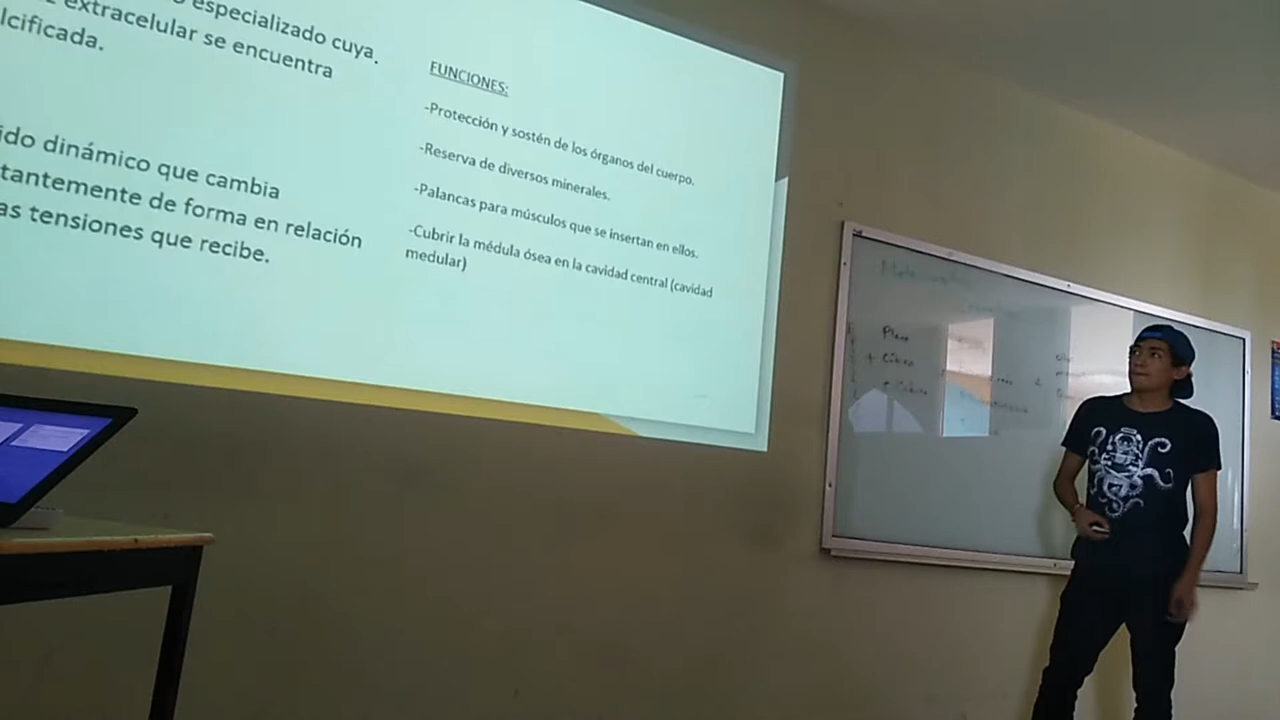 especializado cuya.
extracelular se encuentra
lcificada.
ido dinámico que cambia
tantemente de forma en relación
as tensiones que recibe.
FUNCIONES:
-Protección y sostén de los órganos del cuerpo.
-Reserva de diversos minerales.
-Palancas para músculos que se insertan en ellos.
-Cubrir la médula ósea en la cavidad central (cavidad
medular)